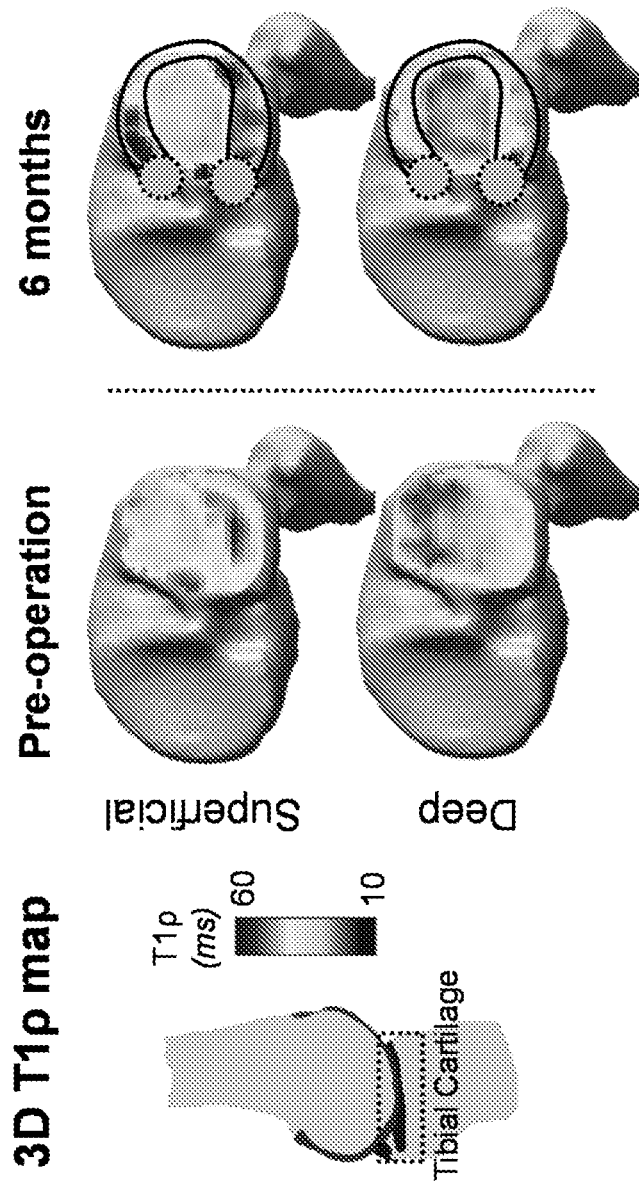 3D T1ρ map
Pre-operation
6 months
T1ρ
(ms)
60
10
Superficial
Deep
Tibial Cartilage